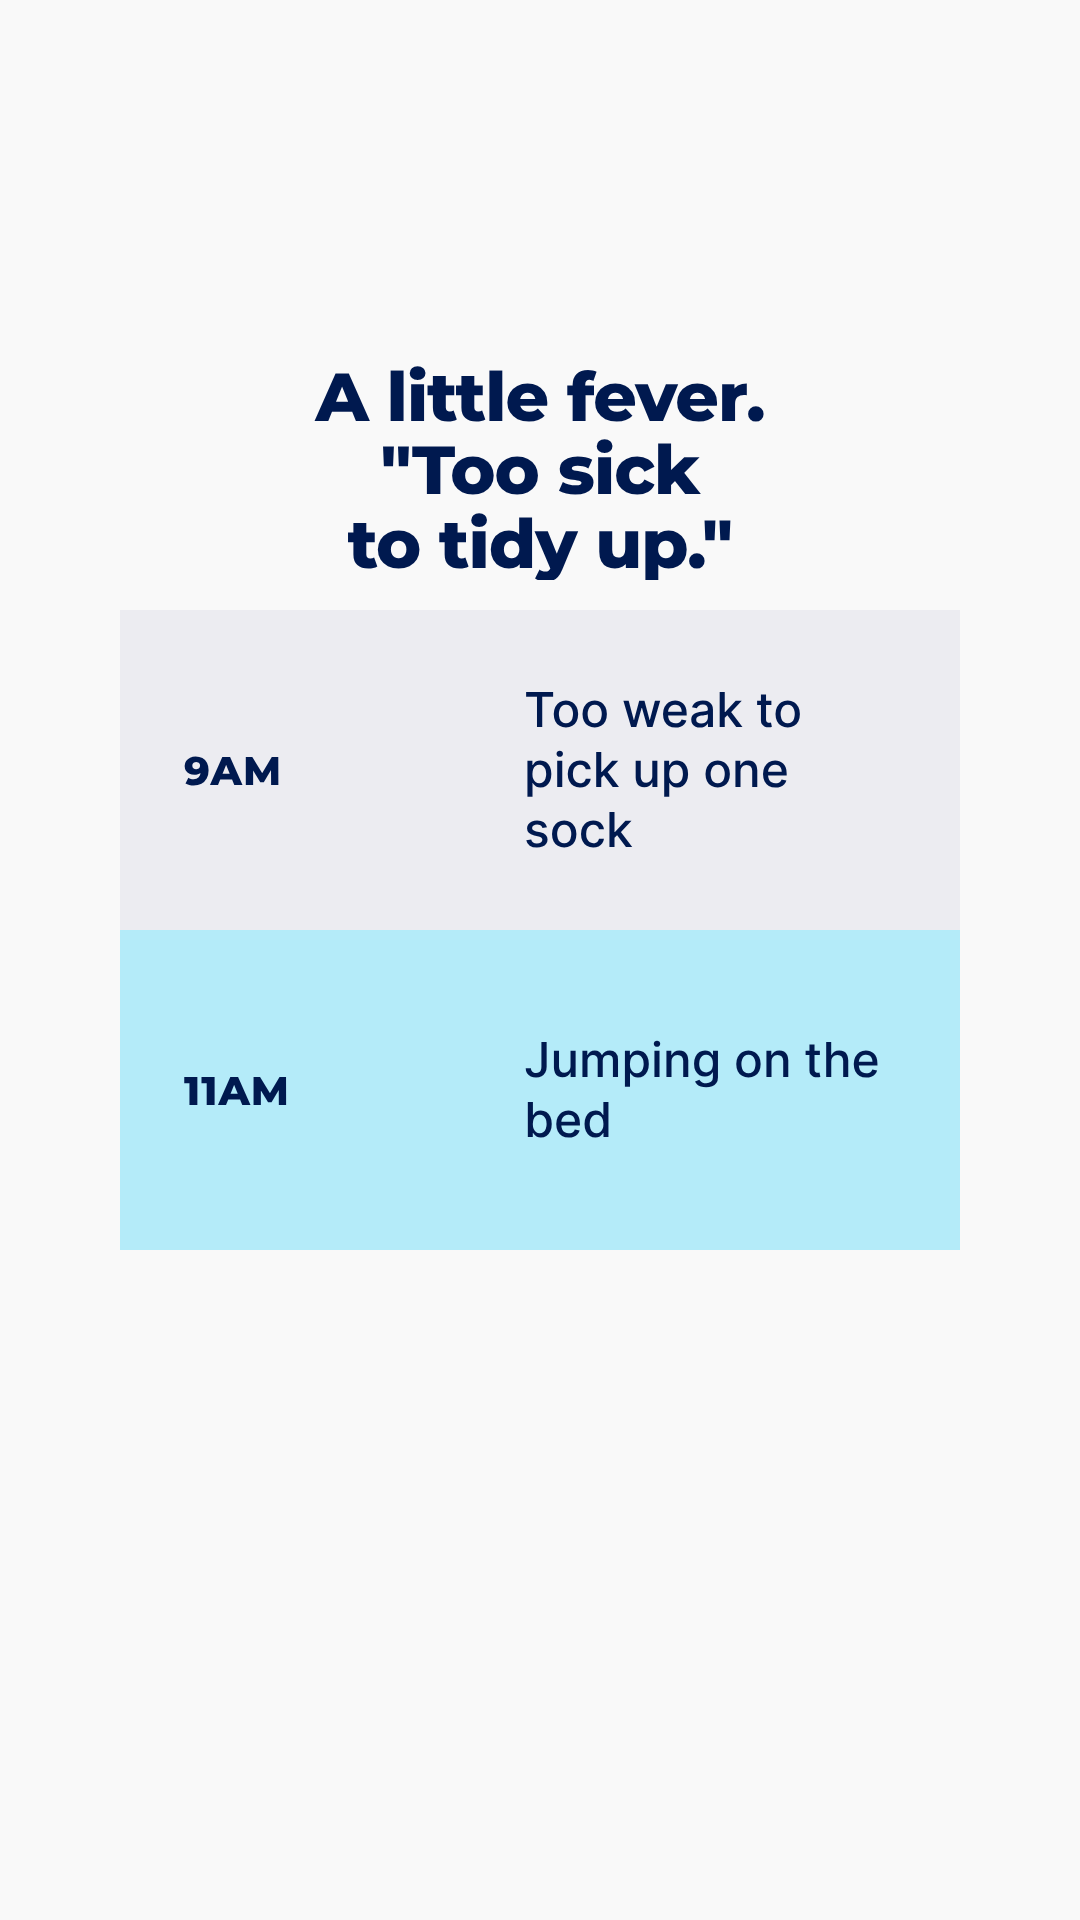 A little fever.
"Too sick
to tidy up."
9AM
Too weak to
pick up one
sock
11AM
Jumping on the
bed